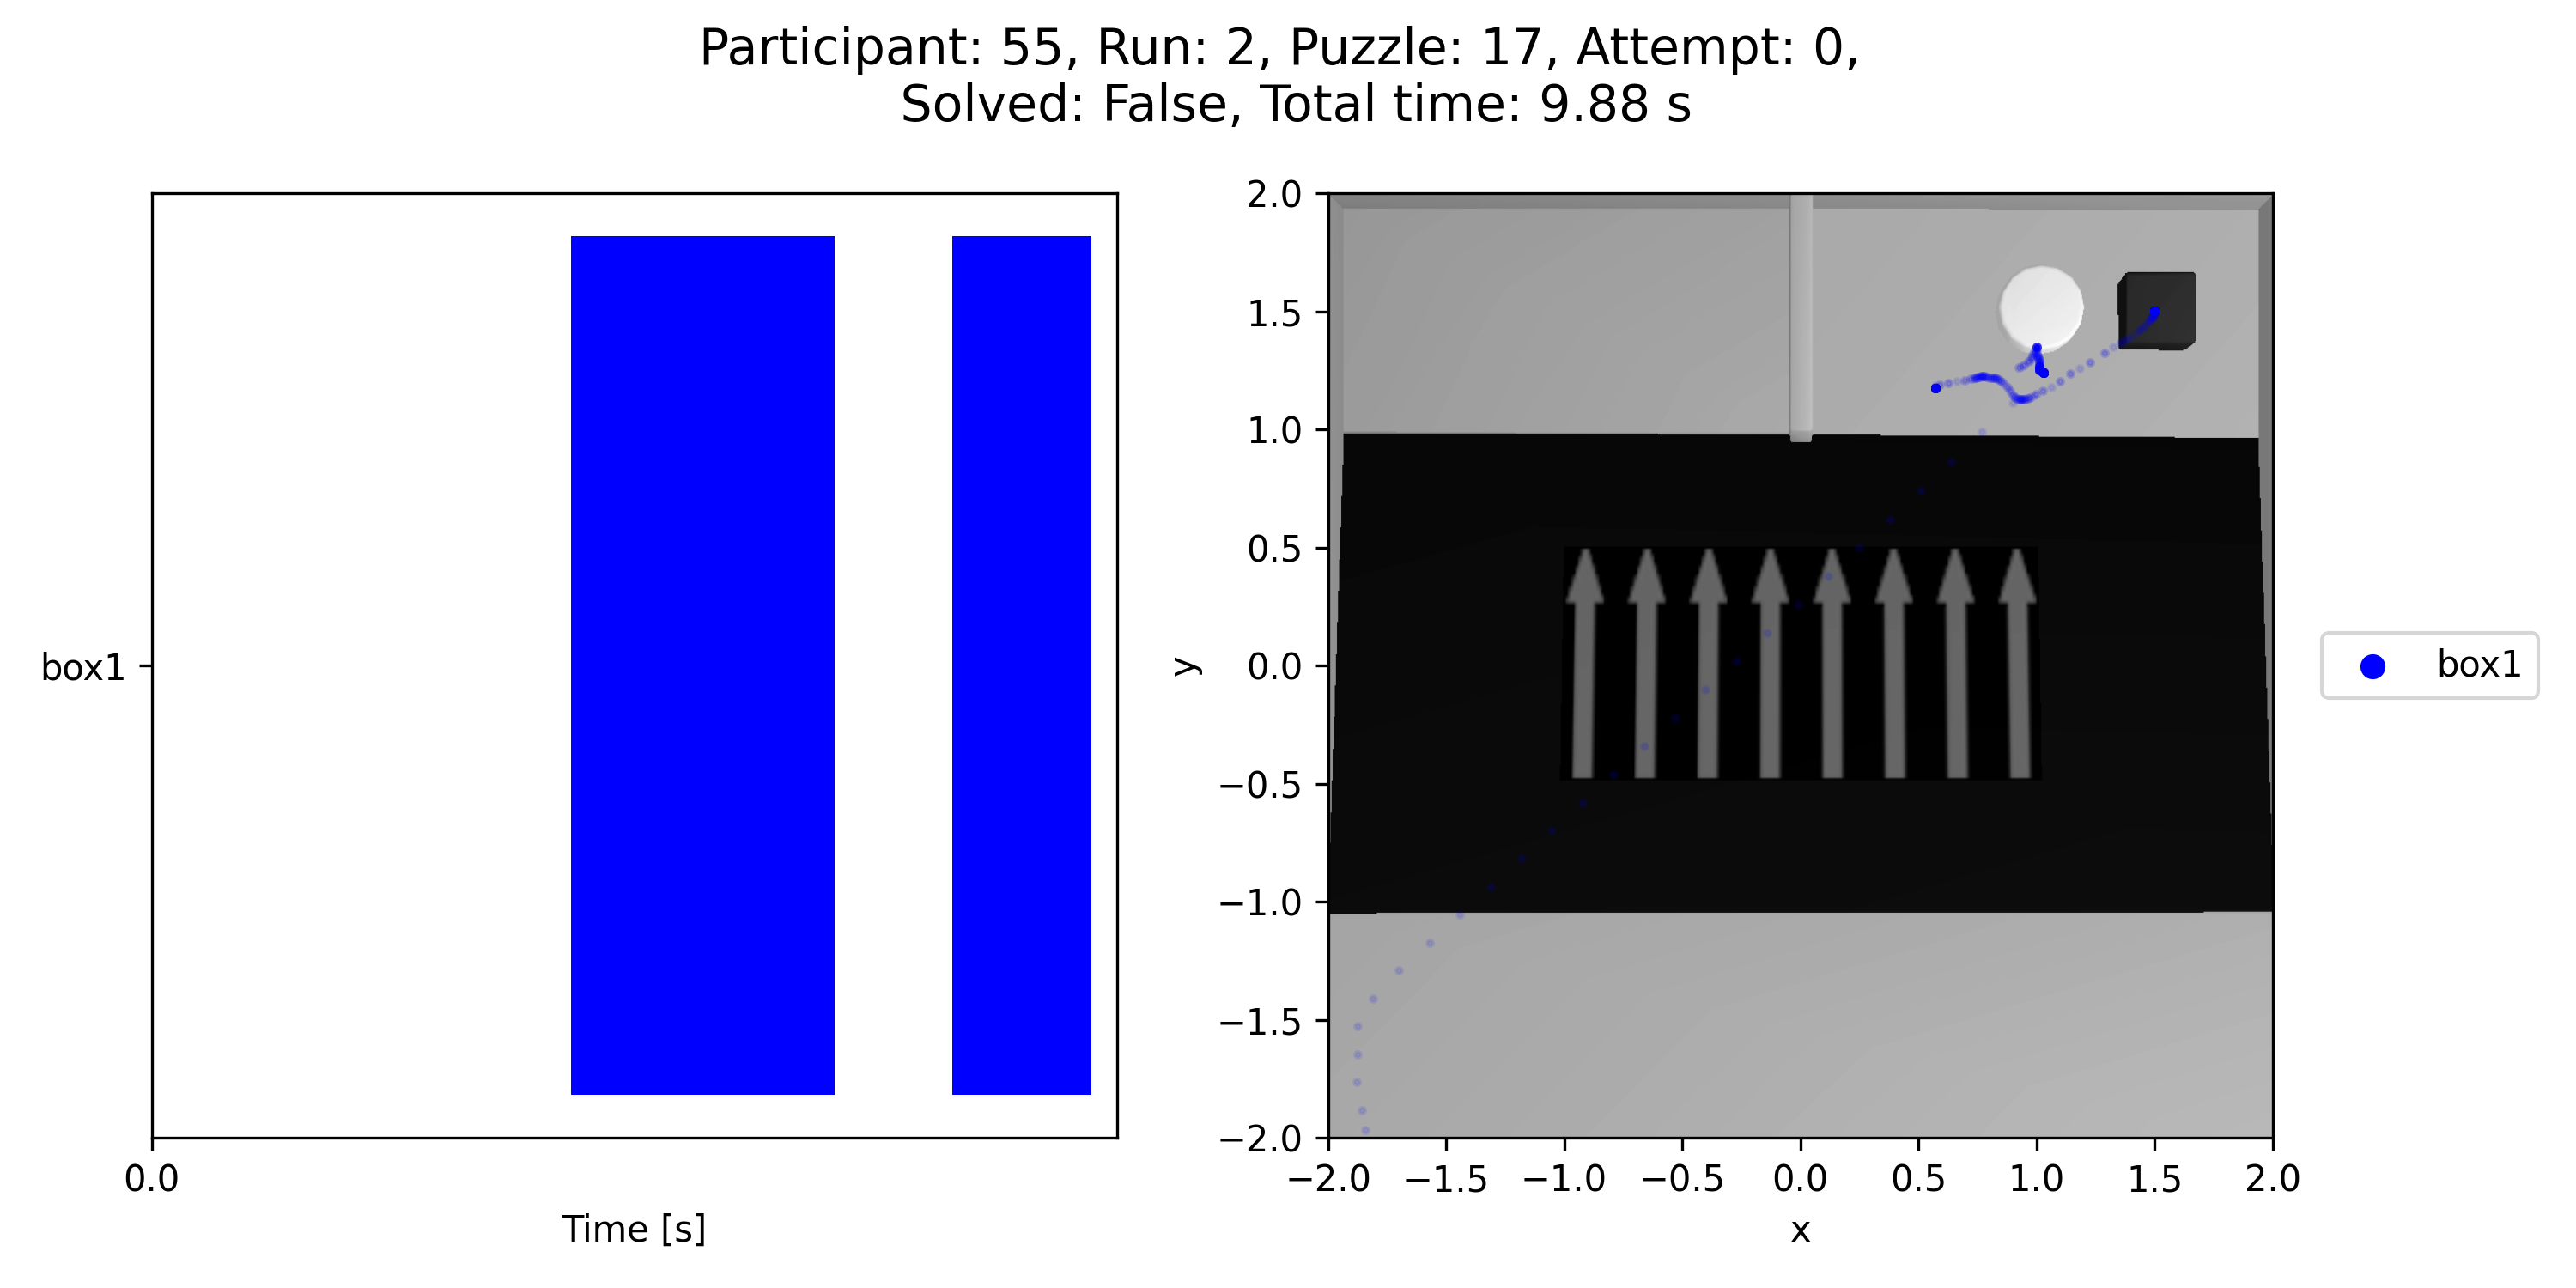 Participant: 55, Run: 2, Puzzle: 17, Attempt: 0,
Solved: False, Total time: 9.88 s
box1
0.0
Time [s]
2.0
1.5
1.0
0.5
0.0
−0.5
−1.0
−1.5
−2.0
y
−2.0 −1.5 −1.0 −0.5 0.0 0.5 1.0 1.5 2.0
x
box1